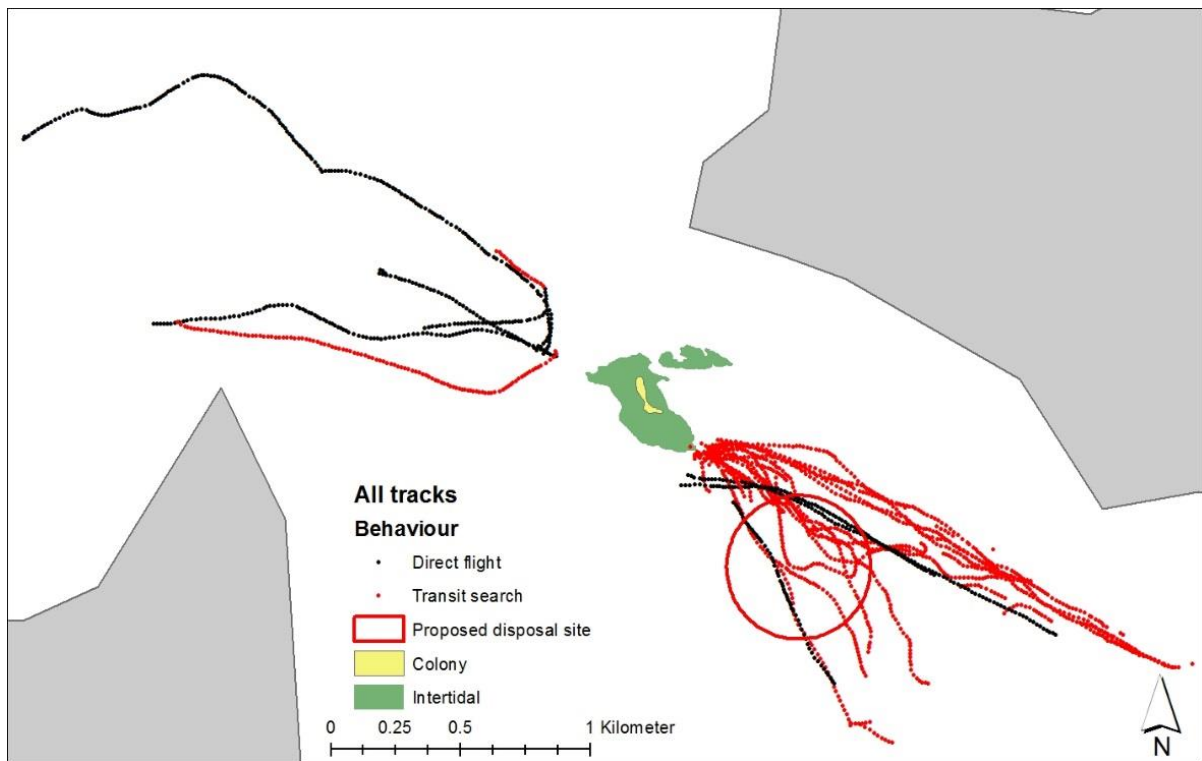 All tracks
Behaviour
Direct flight
Transit search
Proposed disposal site
Colony
Intertidal
0 0.25 0.5 1 Kilometer
N